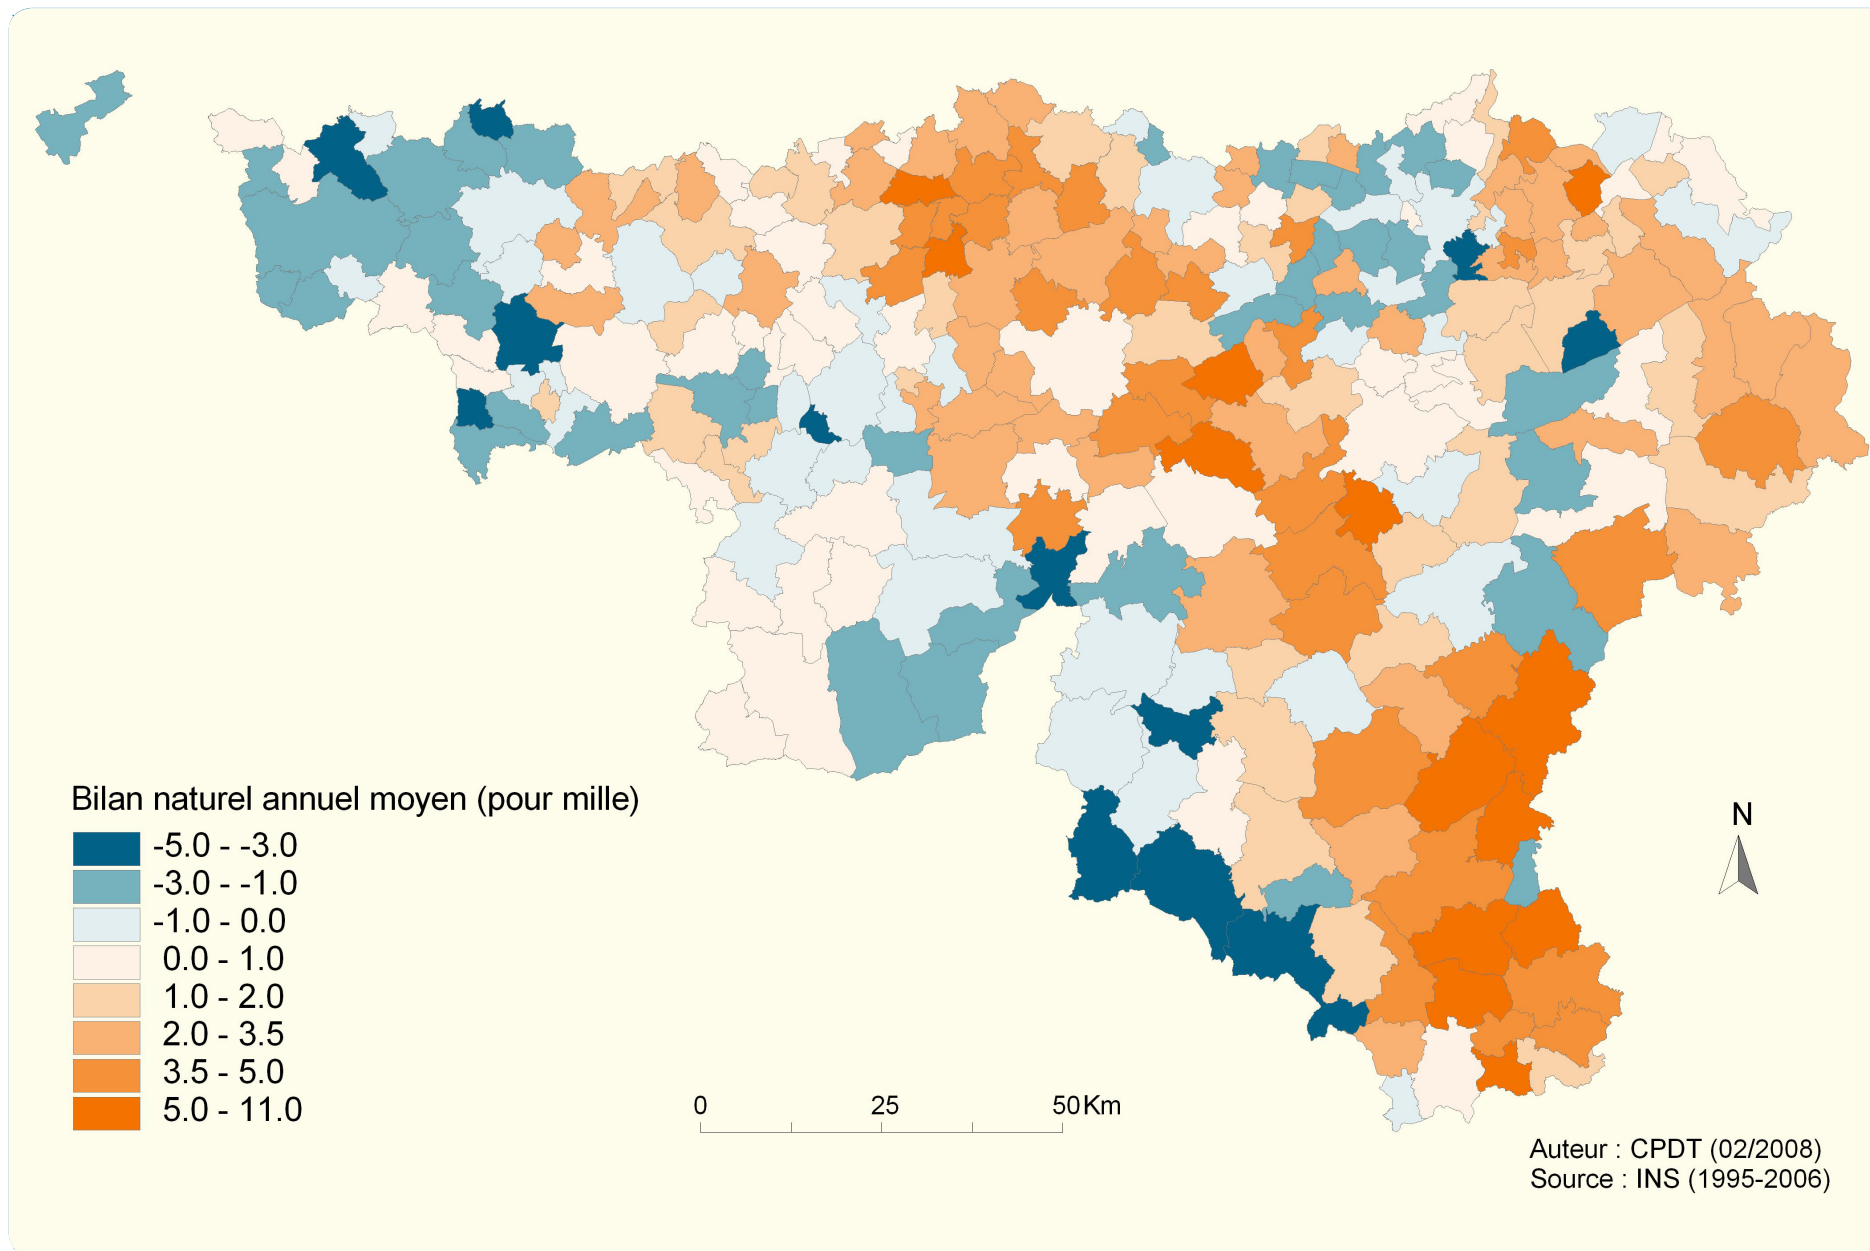 Bilan naturel annuel moyen (pour mille)
-5.0 - -3.0
-3.0 - -1.0
-1.0 - 0.0
0.0 - 1.0
1.0 - 2.0
2.0 - 3.5
3.5 - 5.0
5.0 - 11.0
N
0 25 50Km
Auteur : CPDT (02/2008)
Source : INS (1995-2006)